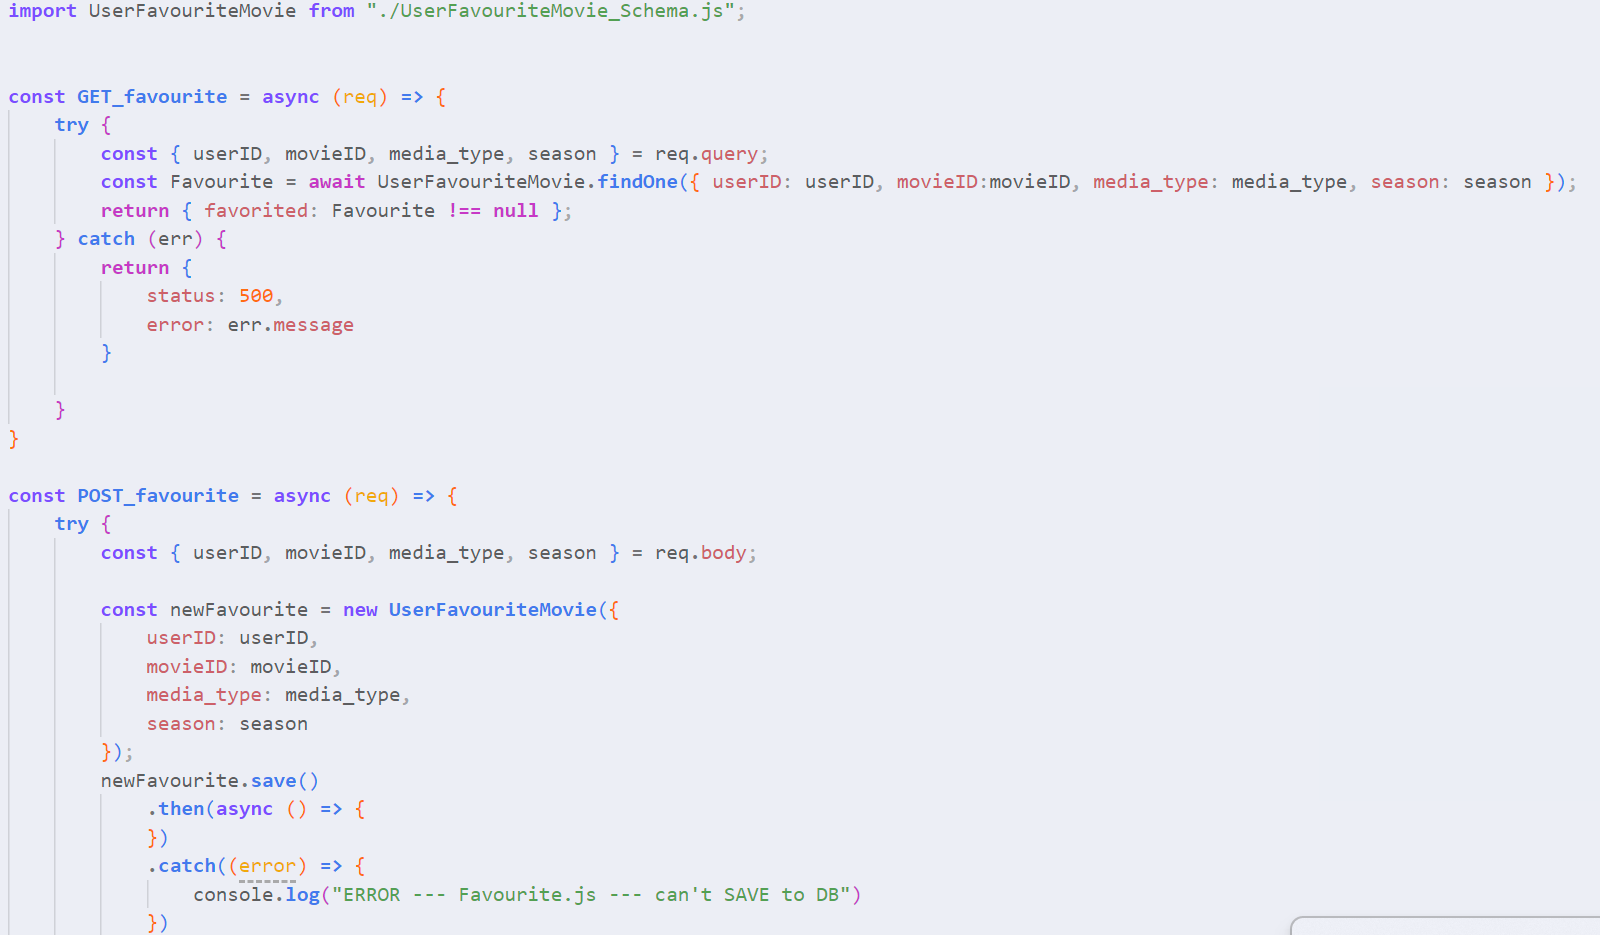 import UserFavouriteMovie from "./UserFavouriteMovie_Schema.js";
const GET_favourite = async (req) => {
try {
const { userID, movieID, media_type, season } = req.query;
const Favourite = await UserFavouriteMovie.findOne({ userID: userID, movieID:movieID, media_type: media_type, season: season });
return { favorited: Favourite !== null };
} catch (err) {
return {
status: 500,
error: err.message
}
}
}
const POST_favourite = async (req) => {
try {
const { userID, movieID, media_type, season } = req.body;
const newFavourite = new UserFavouriteMovie({
userID: userID,
movieID: movieID,
media_type: media_type,
season: season
});
newFavourite.save()
.then(async () => {
})
.catch((error) => {
console.log("ERROR --- Favourite.js --- can't SAVE to DB")
})